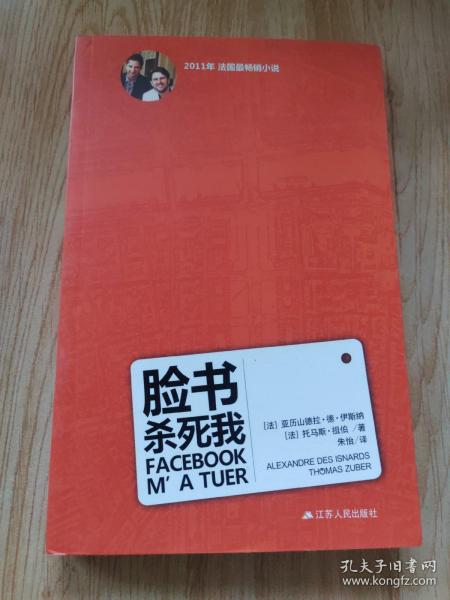 2011年 法国最畅销小说
脸书
杀死我
FACEBOOK
M' A TUER
[法] 亚历山德拉·德·伊斯纳
[法] 托马斯·祖伯 / 著
朱怡 / 译
ALEXANDRE DES ISNARDS
THOMAS ZUBER
江苏人民出版社
孔夫子旧书网
www.kongfz.com